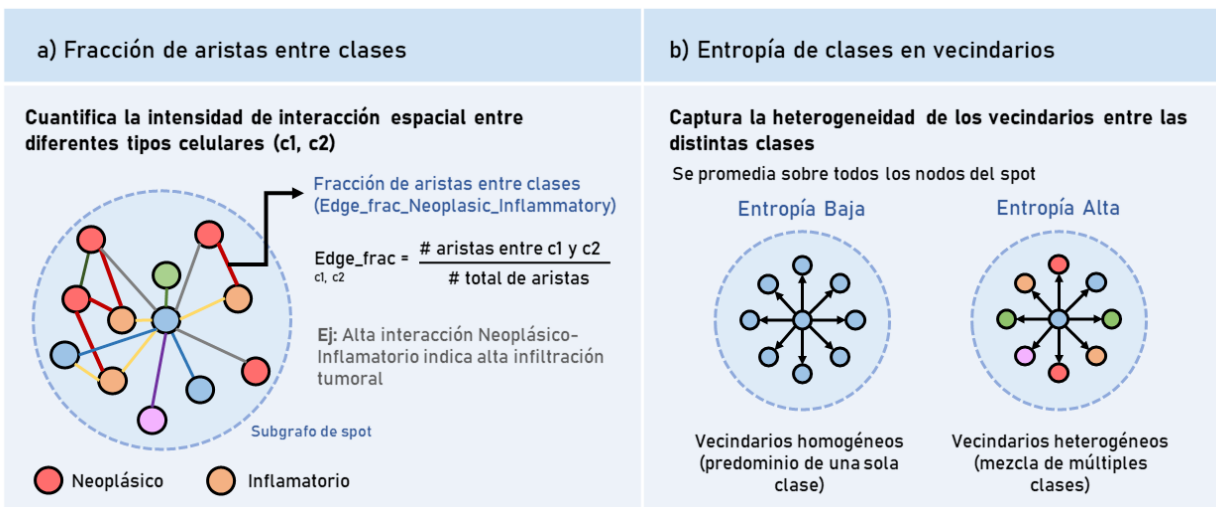 a) Fracción de aristas entre clases
Cuantifica la intensidad de interacción espacial entre
diferentes tipos celulares (c1, c2)
Fracción de aristas entre clases
(Edge_frac_Neoplasic_Inflammatory)
Edge_frac = # aristas entre c1 y c2
c1, c2
# total de aristas
Ej: Alta interacción Neoplásico-
Inflamatorio indica alta infiltración
tumoral
Subgrafo de spot
Neoplásico
Inflamatorio
b) Entropía de clases en vecindarios
Captura la heterogeneidad de los vecindarios entre las
distintas clases
Se promedia sobre todos los nodos del spot
Entropía Baja
Vecindarios homogéneos
(predominio de una sola
clase)
Entropía Alta
Vecindarios heterogéneos
(mezcla de múltiples
clases)